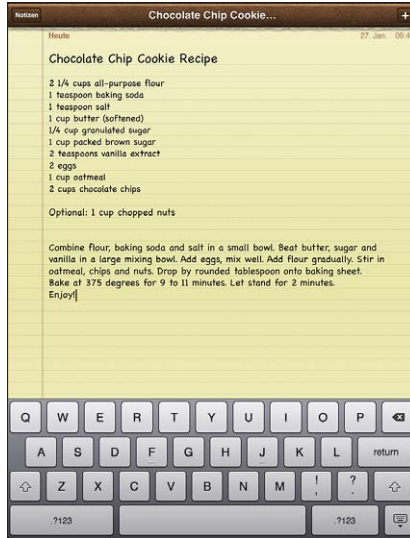 Notizen
Chocolate Chip Cookie...
+
Heute
27. Jan.
Chocolate Chip Cookie Recipe
2 1/4 cups all-purpose flour
1 teaspoon baking soda
1 teaspoon salt
1 cup butter (softened)
1/4 cup granulated sugar
1 cup packed brown sugar
2 teaspoons vanilla extract
2 eggs
1 cup oatmeal
2 cups chocolate chips
Optional: 1 cup chopped nuts
Combine flour, baking soda and salt in a small bowl. Beat butter, sugar and
vanilla in a large mixing bowl. Add eggs, mix well. Add flour gradually. Stir in
oatmeal, chips and nuts. Drop by rounded tablespoon onto baking sheet.
Bake at 375 degrees for 9 to 11 minutes. Let stand for 2 minutes.
Enjoy!
Q W E R T Y U I O P
A S D F G H J K L return
Z X C V B N M ! , ? .
.?123 .?123